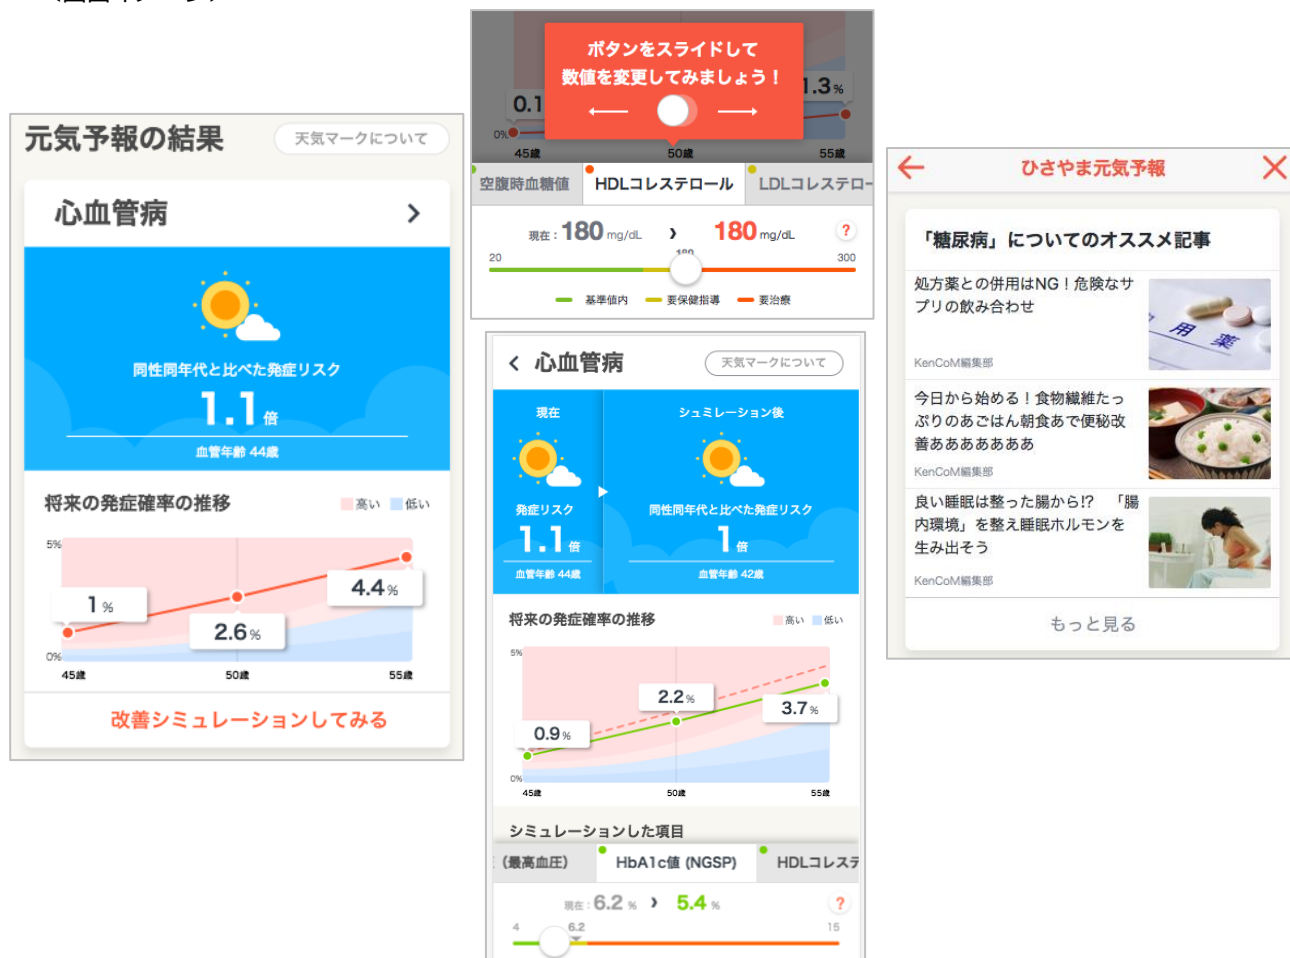 元気予報の結果
天気マークについて
心血管病
同性同年代と比べた発症リスク
1.1 倍
血管年齢 44歳
将来の発症確率の推移
高い 低い
5%
1 %
2.6 %
4.4 %
0%
45歳 50歳 55歳
改善シミュレーションしてみる
ボタンをスライドして
数値を変更してみましょう！
0.1
1.3 %
0%
45歳 50歳 55歳
空腹時血糖値 HDLコレステロール LDLコレステロー
現在：180 mg/dL 180 mg/dL ?
20 180 300
基準値内 要保健指導 要治療
心血管病
天気マークについて
現在 シュミレーション後
発症リスク 同性同年代と比べた発症リスク
1.1 倍 1 倍
血管年齢 44歳 血管年齢 42歳
将来の発症確率の推移
高い 低い
5%
2.2 %
3.7 %
0.9 %
0%
45歳 50歳 55歳
シミュレーションした項目
（最高血圧） HbA1c値 (NGSP) HDLコレステ
現在：6.2 % 5.4 % ?
4 6.2 15
ひさやま元気予報
「糖尿病」についてのオススメ記事
処方薬との併用はNG！危険なサ
プリの飲み合わせ
KenCoM編集部
用 薬
今日から始める！食物繊維たっ
ぷりのあごはん朝食あで便秘改
善あああああああ
KenCoM編集部
良い睡眠は整った腸から!? 「腸
内環境」を整え睡眠ホルモンを
生み出そう
KenCoM編集部
もっと見る